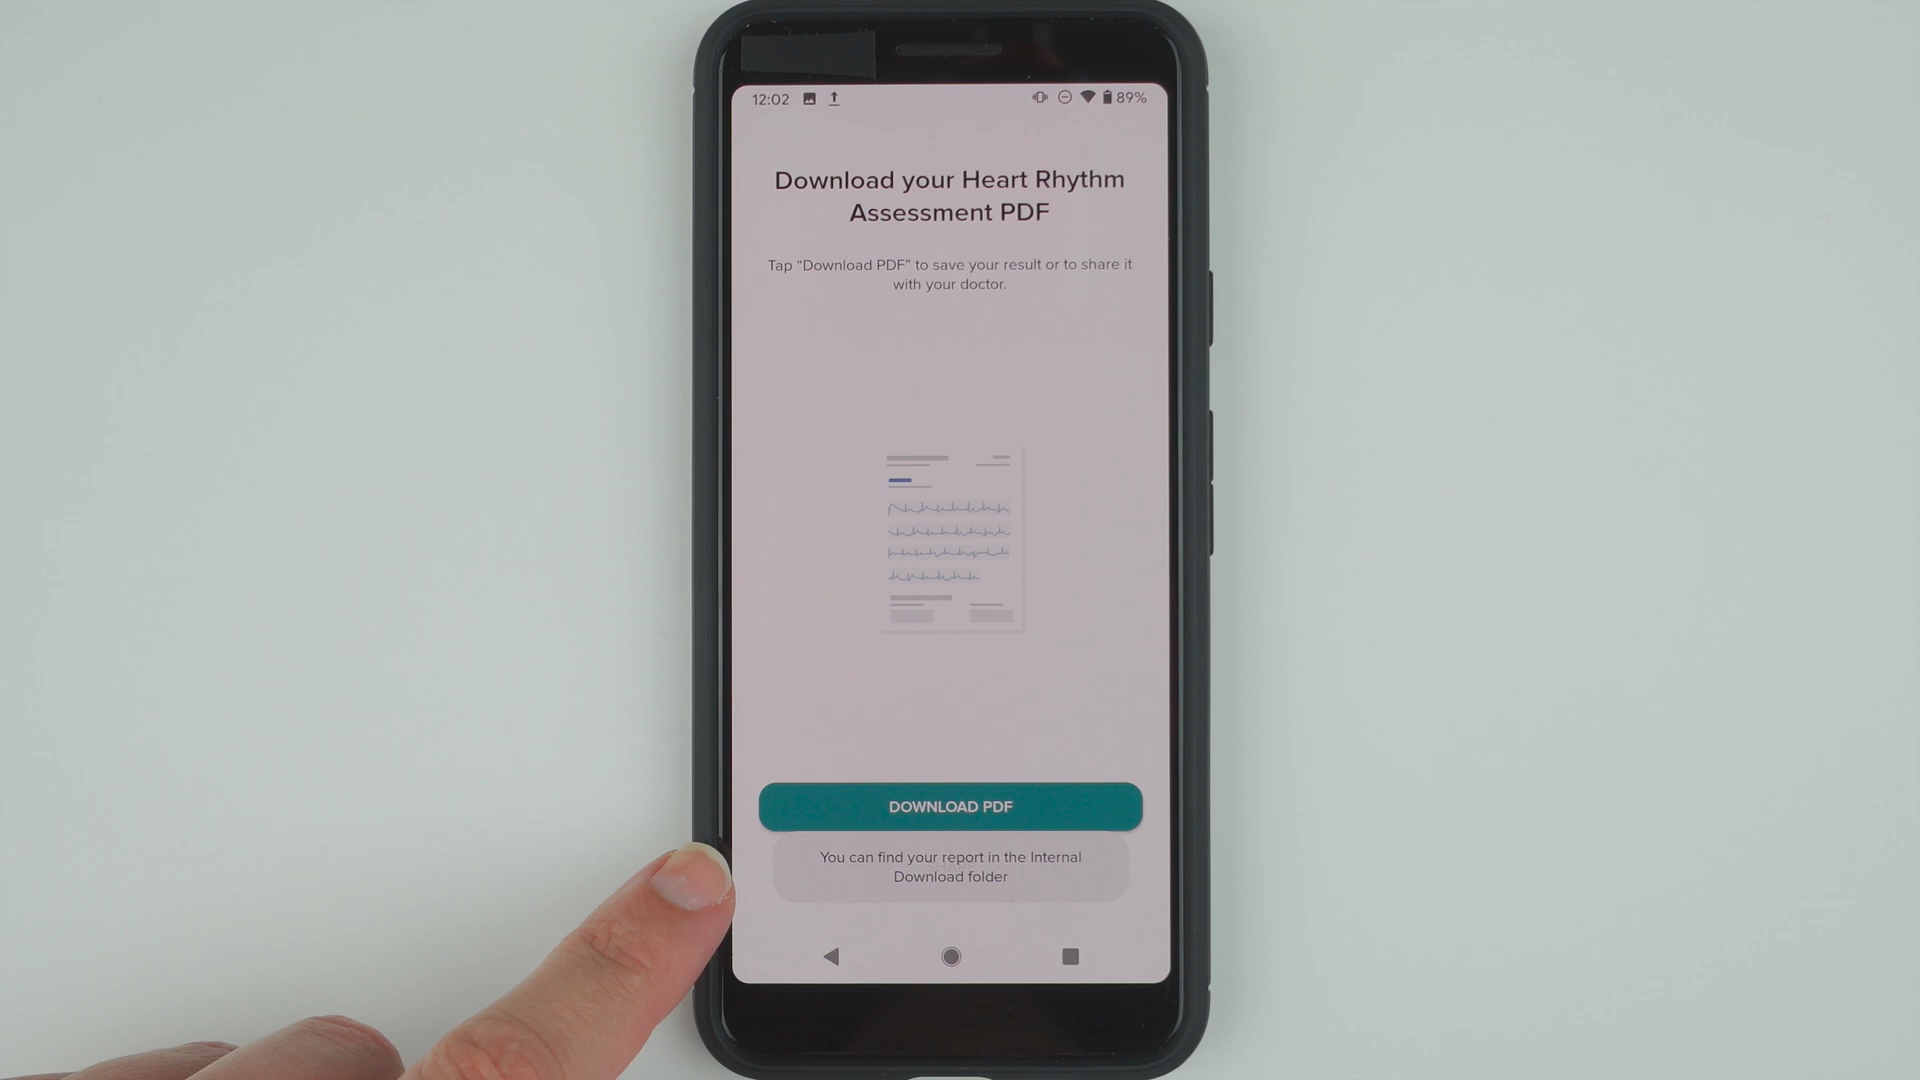 12:02
89%
Download your Heart Rhythm
Assessment PDF
Tap “Download PDF” to save your result or to share it
with your doctor.
DOWNLOAD PDF
You can find your report in the Internal
Download folder